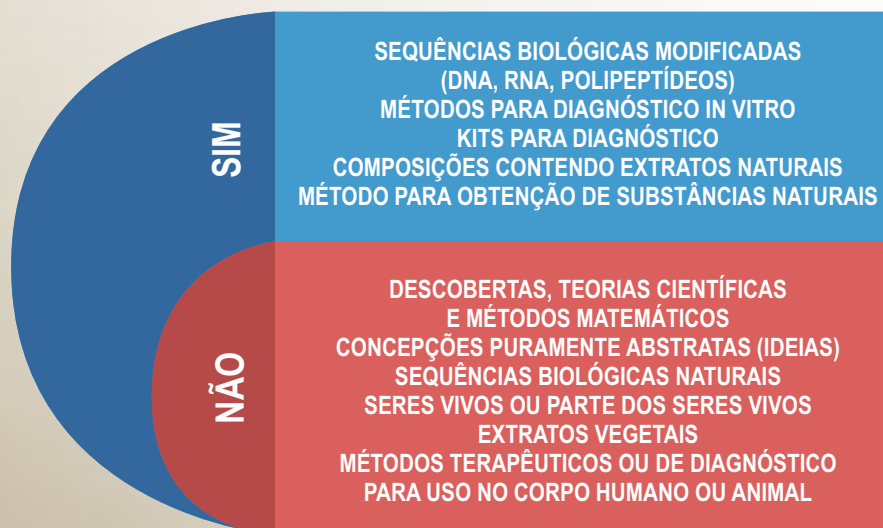 SIM
SEQUÊNCIAS BIOLÓGICAS MODIFICADAS
(DNA, RNA, POLIPEPTÍDEOS)
MÉTODOS PARA DIAGNÓSTICO IN VITRO
KITS PARA DIAGNÓSTICO
COMPOSIÇÕES CONTENDO EXTRATOS NATURAIS
MÉTODO PARA OBTENÇÃO DE SUBSTÂNCIAS NATURAIS
NÃO
DESCOBERTAS, TEORIAS CIENTÍFICAS
E MÉTODOS MATEMÁTICOS
CONCEPÇÕES PURAMENTE ABSTRATAS (IDEIAS)
SEQUÊNCIAS BIOLÓGICAS NATURAIS
SERES VIVOS OU PARTE DOS SERES VIVOS
EXTRATOS VEGETAIS
MÉTODOS TERAPÊUTICOS OU DE DIAGNÓSTICO
PARA USO NO CORPO HUMANO OU ANIMAL